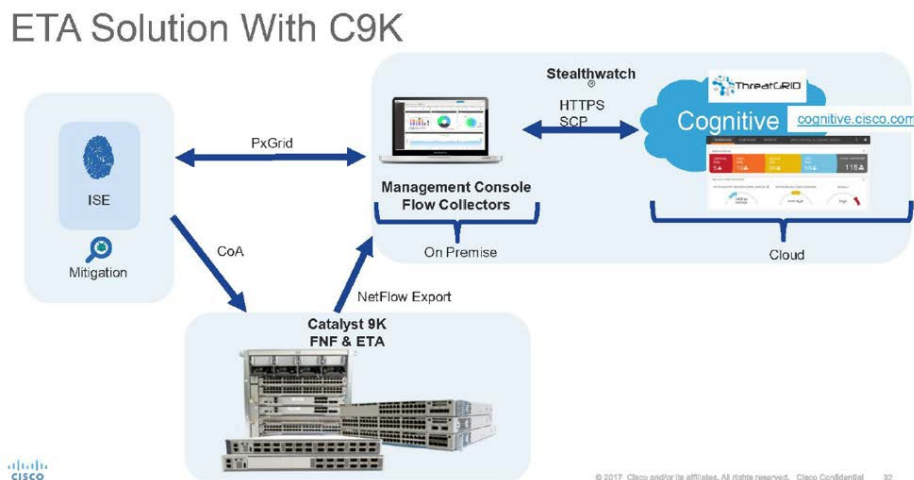 ETA Solution With C9K
Stealthwatch
®
HTTPS
SCP
ThreatGRID
Cognitive
cognitive.cisco.com
PxGrid
ISE
Mitigation
Management Console
Flow Collectors
On Premise
Cloud
CoA
NetFlow Export
Catalyst 9K
FNF & ETA
CISCO
© 2017 Cisco and/or its affiliates. All rights reserved. Cisco Confidential 32